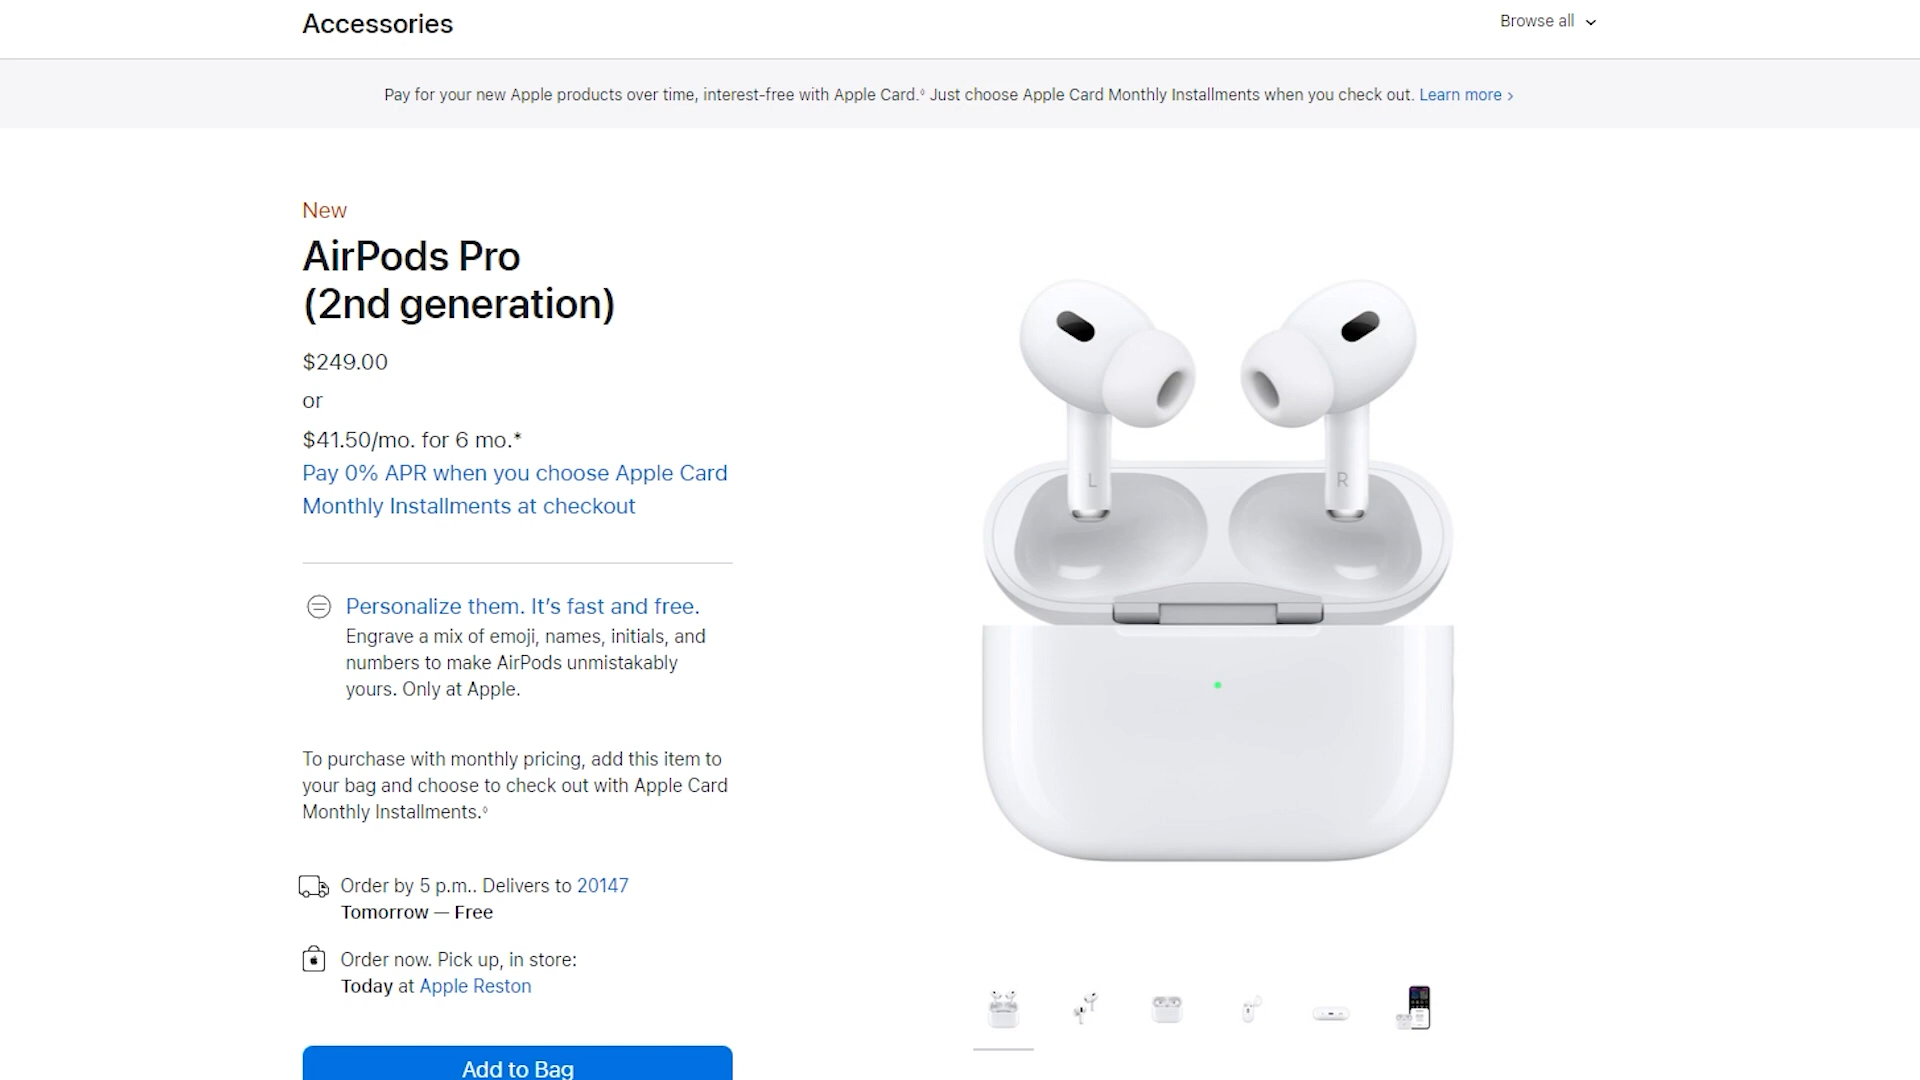 Accessories
Browse all
Pay for your new Apple products over time, interest-free with Apple Card.◊ Just choose Apple Card Monthly Installments when you check out. Learn more >
New
AirPods Pro
(2nd generation)
$249.00
or
$41.50/mo. for 6 mo.*
Pay 0% APR when you choose Apple Card
Monthly Installments at checkout
Personalize them. It’s fast and free.
Engrave a mix of emoji, names, initials, and
numbers to make AirPods unmistakably
yours. Only at Apple.
To purchase with monthly pricing, add this item to
your bag and choose to check out with Apple Card
Monthly Installments.◊
Order by 5 p.m.. Delivers to 20147
Tomorrow — Free
Order now. Pick up, in store:
Today at Apple Reston
Add to Bag
L
R